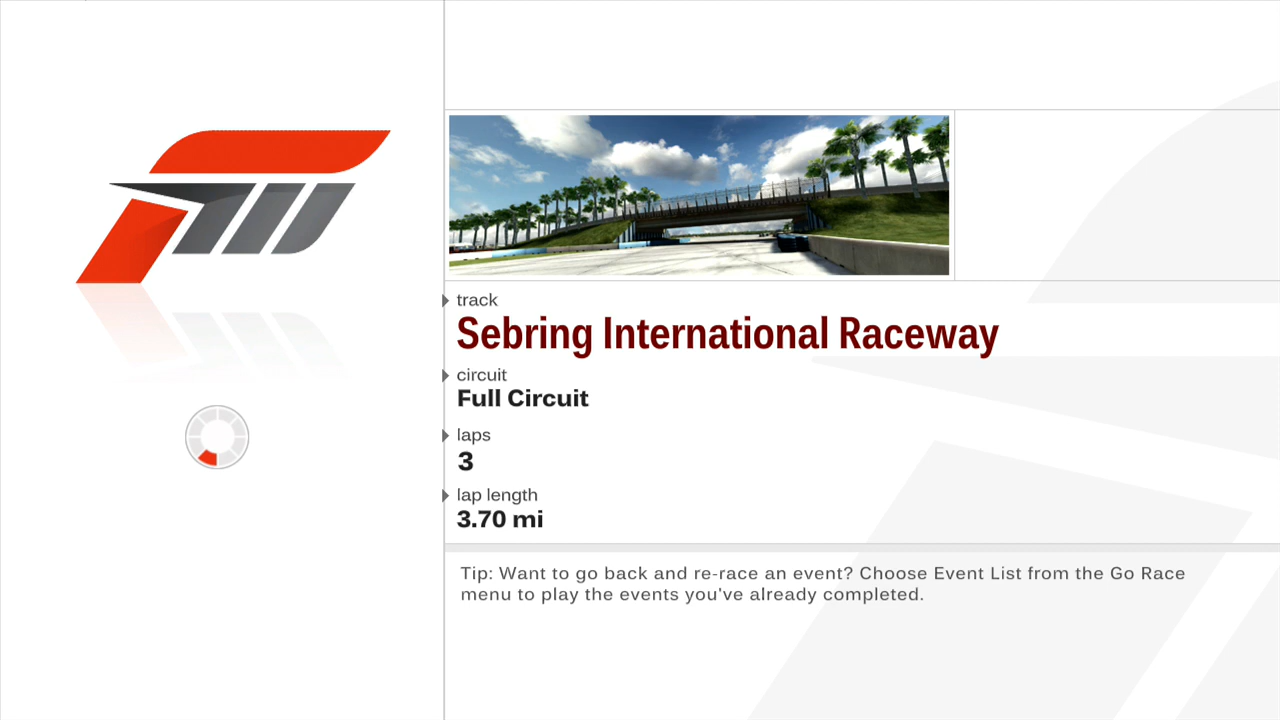 track
Sebring International Raceway
circuit
Full Circuit
laps
3
lap length
3.70 mi
Tip: Want to go back and re-race an event? Choose Event List from the Go Race
menu to play the events you've already completed.